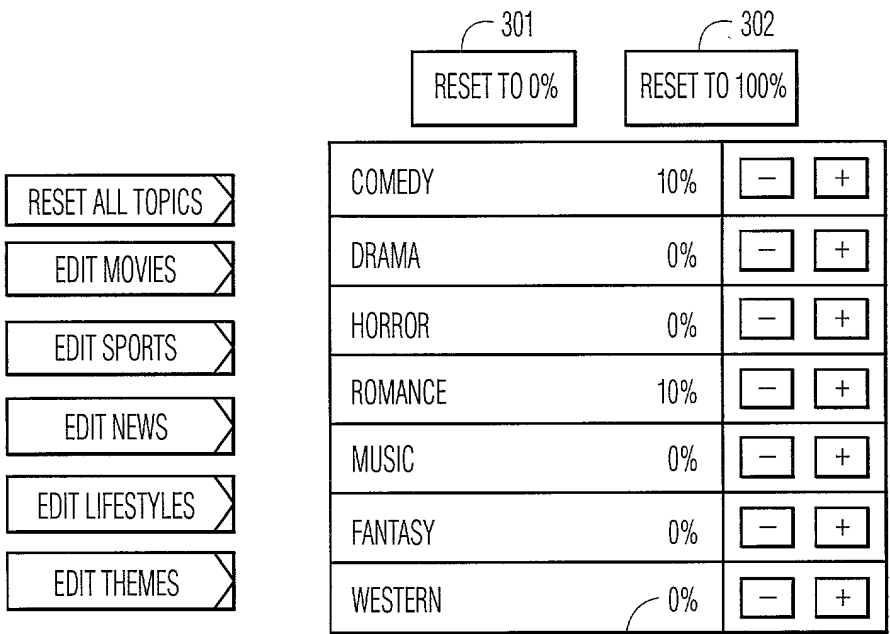 301
302
RESET TO 0%
RESET TO 100%
RESET ALL TOPICS
EDIT MOVIES
EDIT SPORTS
EDIT NEWS
EDIT LIFESTYLES
EDIT THEMES
COMEDY 10% − +
DRAMA 0% − +
HORROR 0% − +
ROMANCE 10% − +
MUSIC 0% − +
FANTASY 0% − +
WESTERN 0% − +